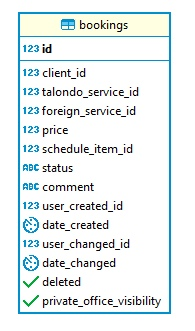 bookings
123 id
123 client_id
123 talondo_service_id
123 foreign_service_id
123 price
123 schedule_item_id
ABC status
ABC comment
123 user_created_id
date_created
123 user_changed_id
date_changed
deleted
private_office_visibility